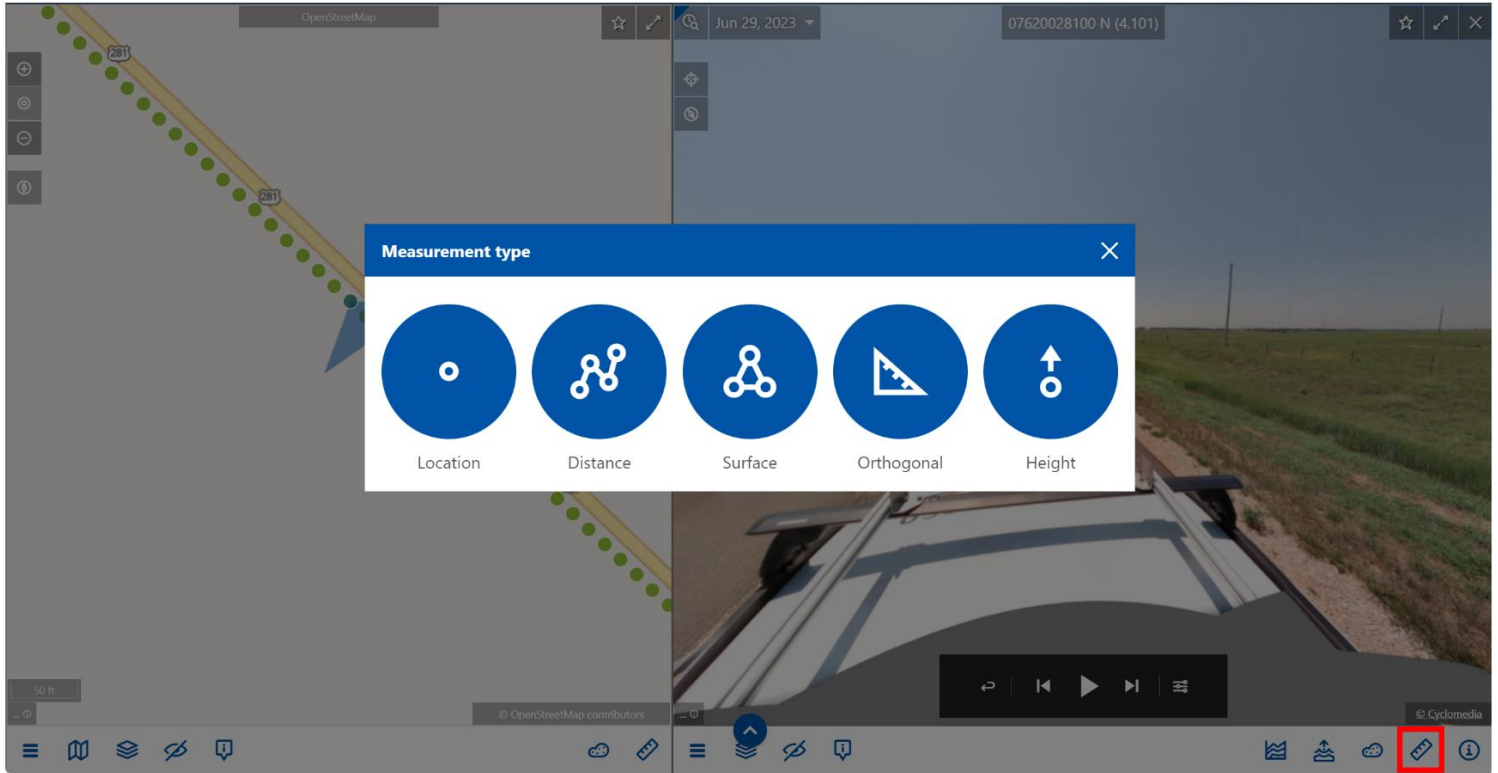 OpenStreetMap
Jun 29, 2023
07620028100 N (4.101)
281
281
Measurement type
Location
Distance
Surface
Orthogonal
Height
50 ft
© OpenStreetMap contributors
© Cyclomedia